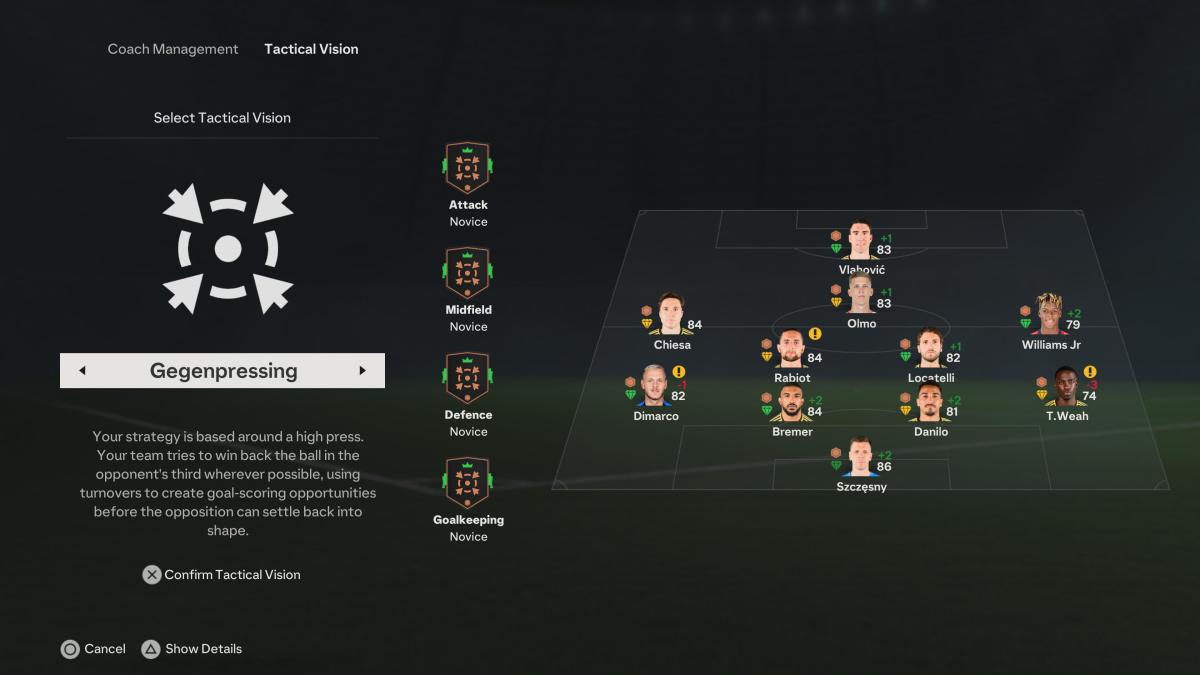 Coach Management Tactical Vision
Select Tactical Vision
Gegenpressing
Your strategy is based around a high press.
Your team tries to win back the ball in the
opponent's third wherever possible, using
turnovers to create goal-scoring opportunities
before the opposition can settle back into
shape.
Confirm Tactical Vision
Cancel Show Details
Attack
Novice
Midfield
Novice
Defence
Novice
Goalkeeping
Novice
+1
83
Vlahović
+1
83
Olmo
84
Chiesa
+2
79
Williams Jr
84
Rabiot
+1
82
Locatelli
-1
82
Dimarco
+2
84
Bremer
+2
81
Danilo
-3
74
T.Weah
+2
86
Szczęsny